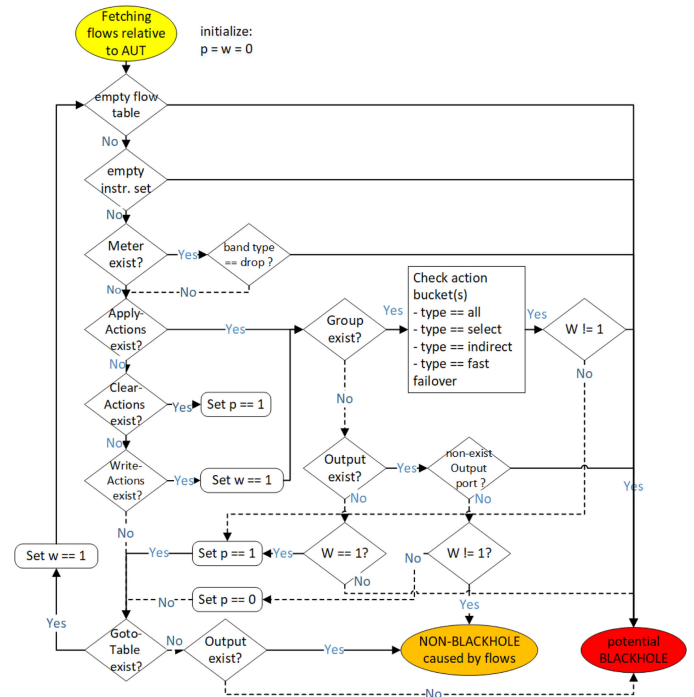 Fetching
flows relative
to AUT
initialize:
p = w = 0
empty flow
table
No
empty
instr. set
No
Meter
exist?
Yes
band type
== drop ?
No
No
Apply-
Actions
exist?
Yes
Group
exist?
Yes
Check action
bucket(s)
- type == all
- type == select
- type == indirect
- type == fast
failover
Yes
W != 1
No
No
No
Clear-
Actions
exist?
Yes
Set p == 1
No
Write-
Actions
exist?
Yes
Set w == 1
Output
exist?
Yes
non-exist
Output
port ?
Yes
No
No
No
Set w == 1
Set p == 1
Yes
W == 1?
No
W != 1?
No
Set p == 0
No
Yes
Yes
Goto-
Table
exist?
No
Output
exist?
Yes
NON-BLACKHOLE
caused by flows
potential
BLACKHOLE
No